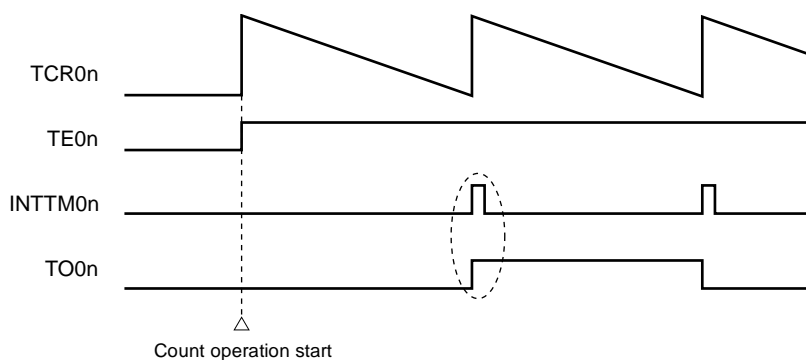 TCR0n
TE0n
INTTM0n
TO0n
Count operation start